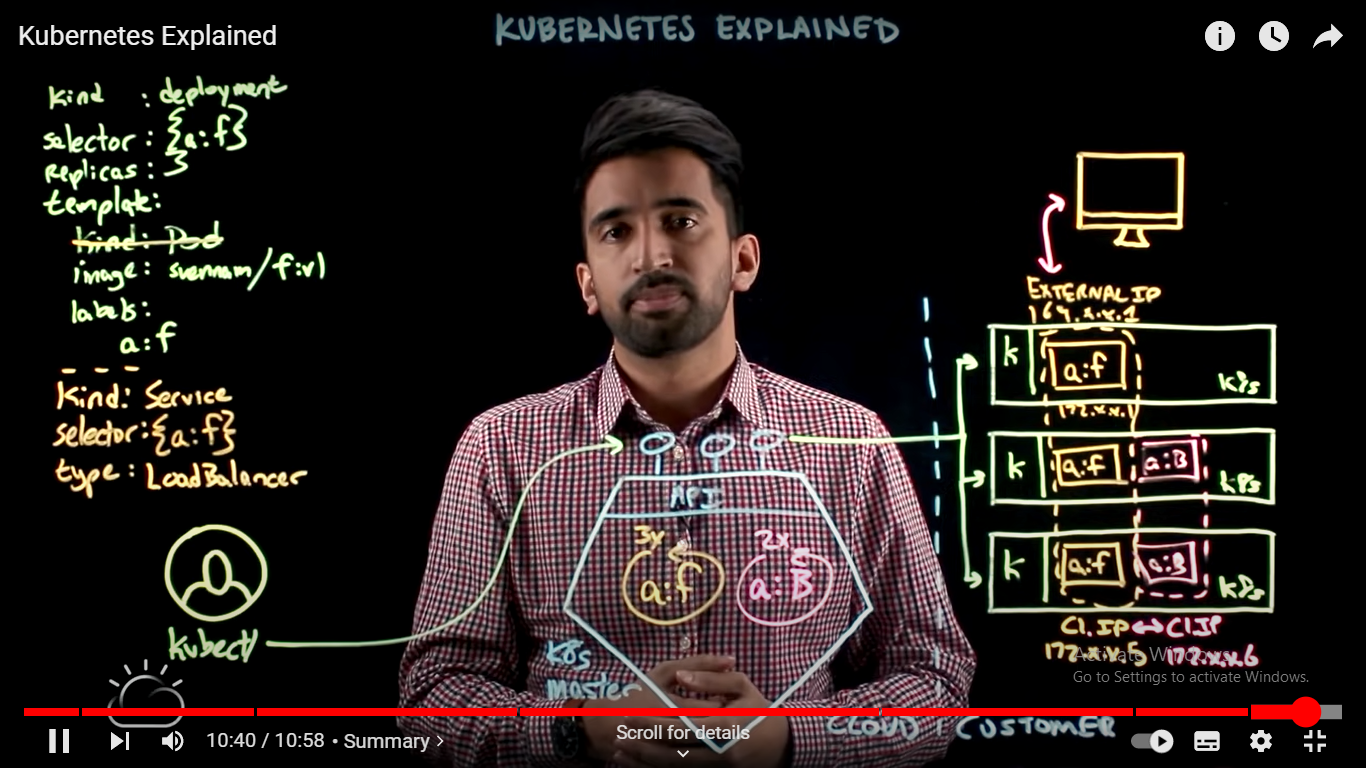 Kubernetes Explained
KUBERNETES EXPLAINED
kind : deployment
selector : {a:f}
replicas : 3
template:
Kind: Pod
image: svennam/f:v1
labels:
a:f
Kind: Service
selector:{a:f}
type: LoadBalancer
kubectl
API
3x
a:f
2x
a:B
k8s
master
CLOUD
CUSTOMER
EXTERNAL IP
169.x.x.1
k
a:f
k8s
172.x.x.1
k
a:f
a:B
k8s
k
a:f
a:B
k8s
Cl.IP
Cl.IP
172.x.x.5
172.x.x.6
Activate Windows
Go to Settings to activate Windows.
10:40 / 10:58 • Summary
Scroll for details